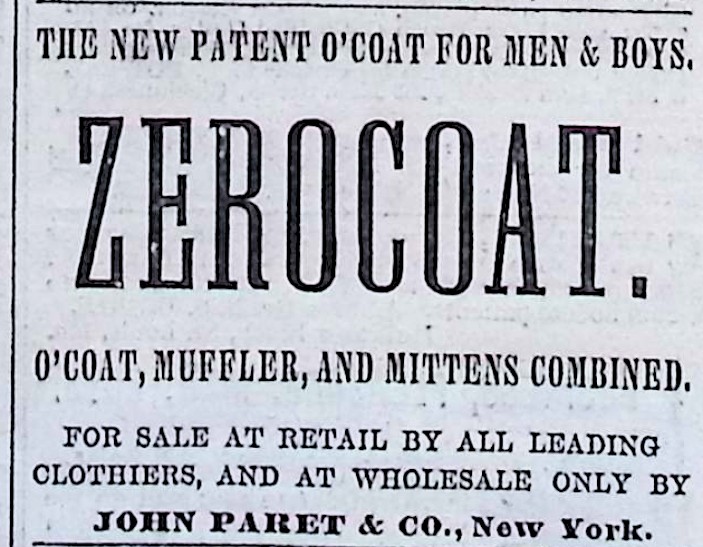 THE NEW PATENT O'COAT FOR MEN & BOYS.
ZEROCOAT.
O'COAT, MUFFLER, AND MITTENS COMBINED.
FOR SALE AT RETAIL BY ALL LEADING
CLOTHIERS, AND AT WHOLESALE ONLY BY
JOHN PARET & CO., New York.